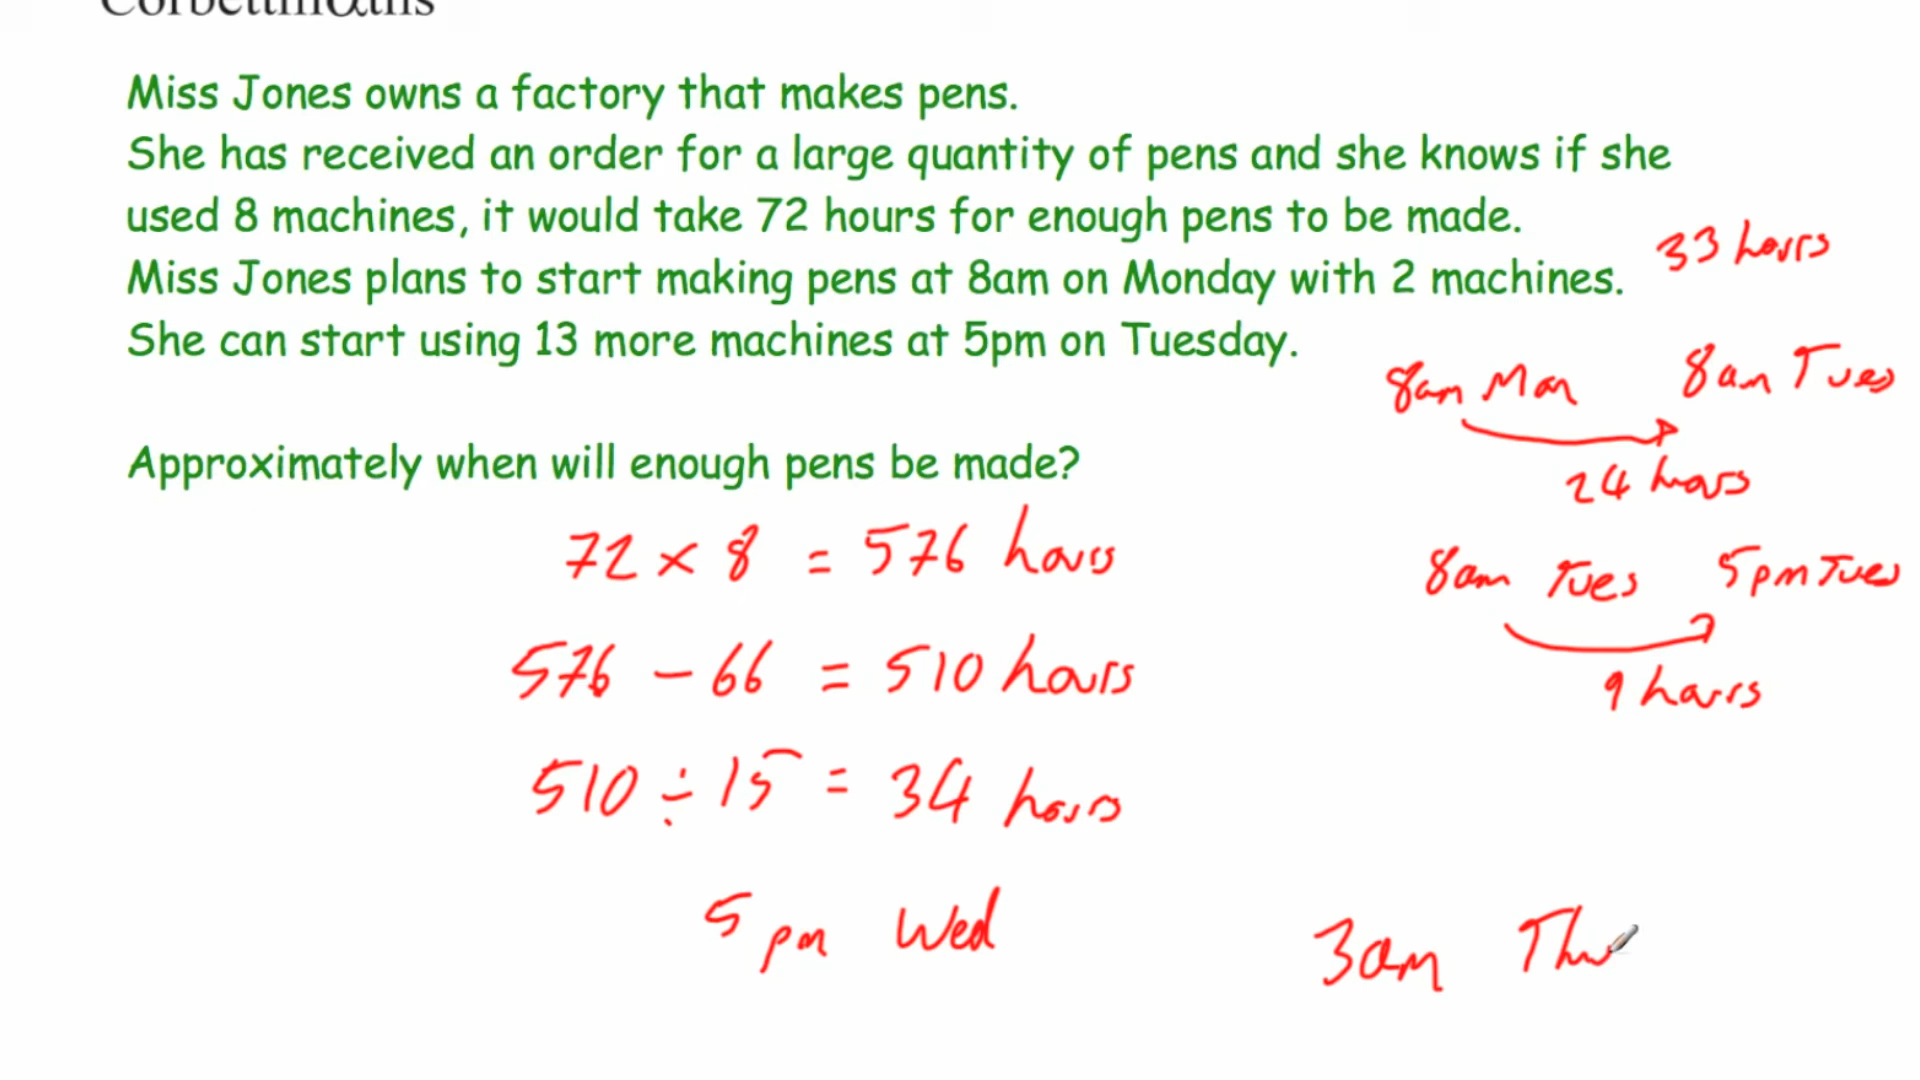 Corbettmαths
Miss Jones owns a factory that makes pens.
She has received an order for a large quantity of pens and she knows if she
used 8 machines, it would take 72 hours for enough pens to be made.
33 hours
Miss Jones plans to start making pens at 8am on Monday with 2 machines.
She can start using 13 more machines at 5pm on Tuesday.
8am Mon 8am Tues
24 hours
Approximately when will enough pens be made?
72 × 8 = 576 hours
8am Tues 5pm Tues
9 hours
576 - 66 = 510 hours
510 ÷ 15 = 34 hours
5 pm Wed
3am Thu